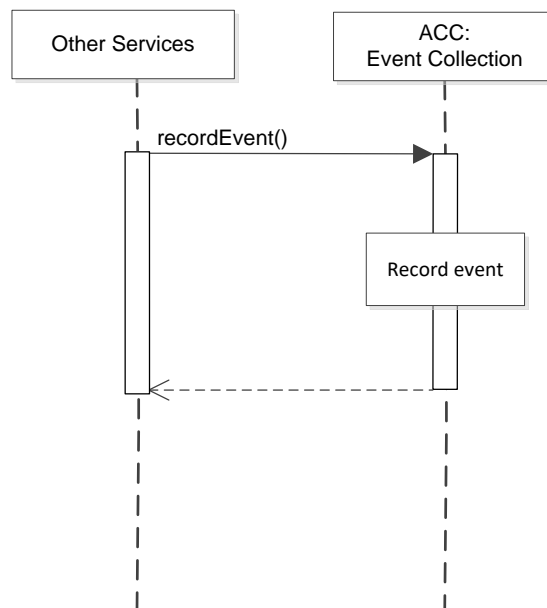 Other Services
ACC:
Event Collection
recordEvent()
Record event